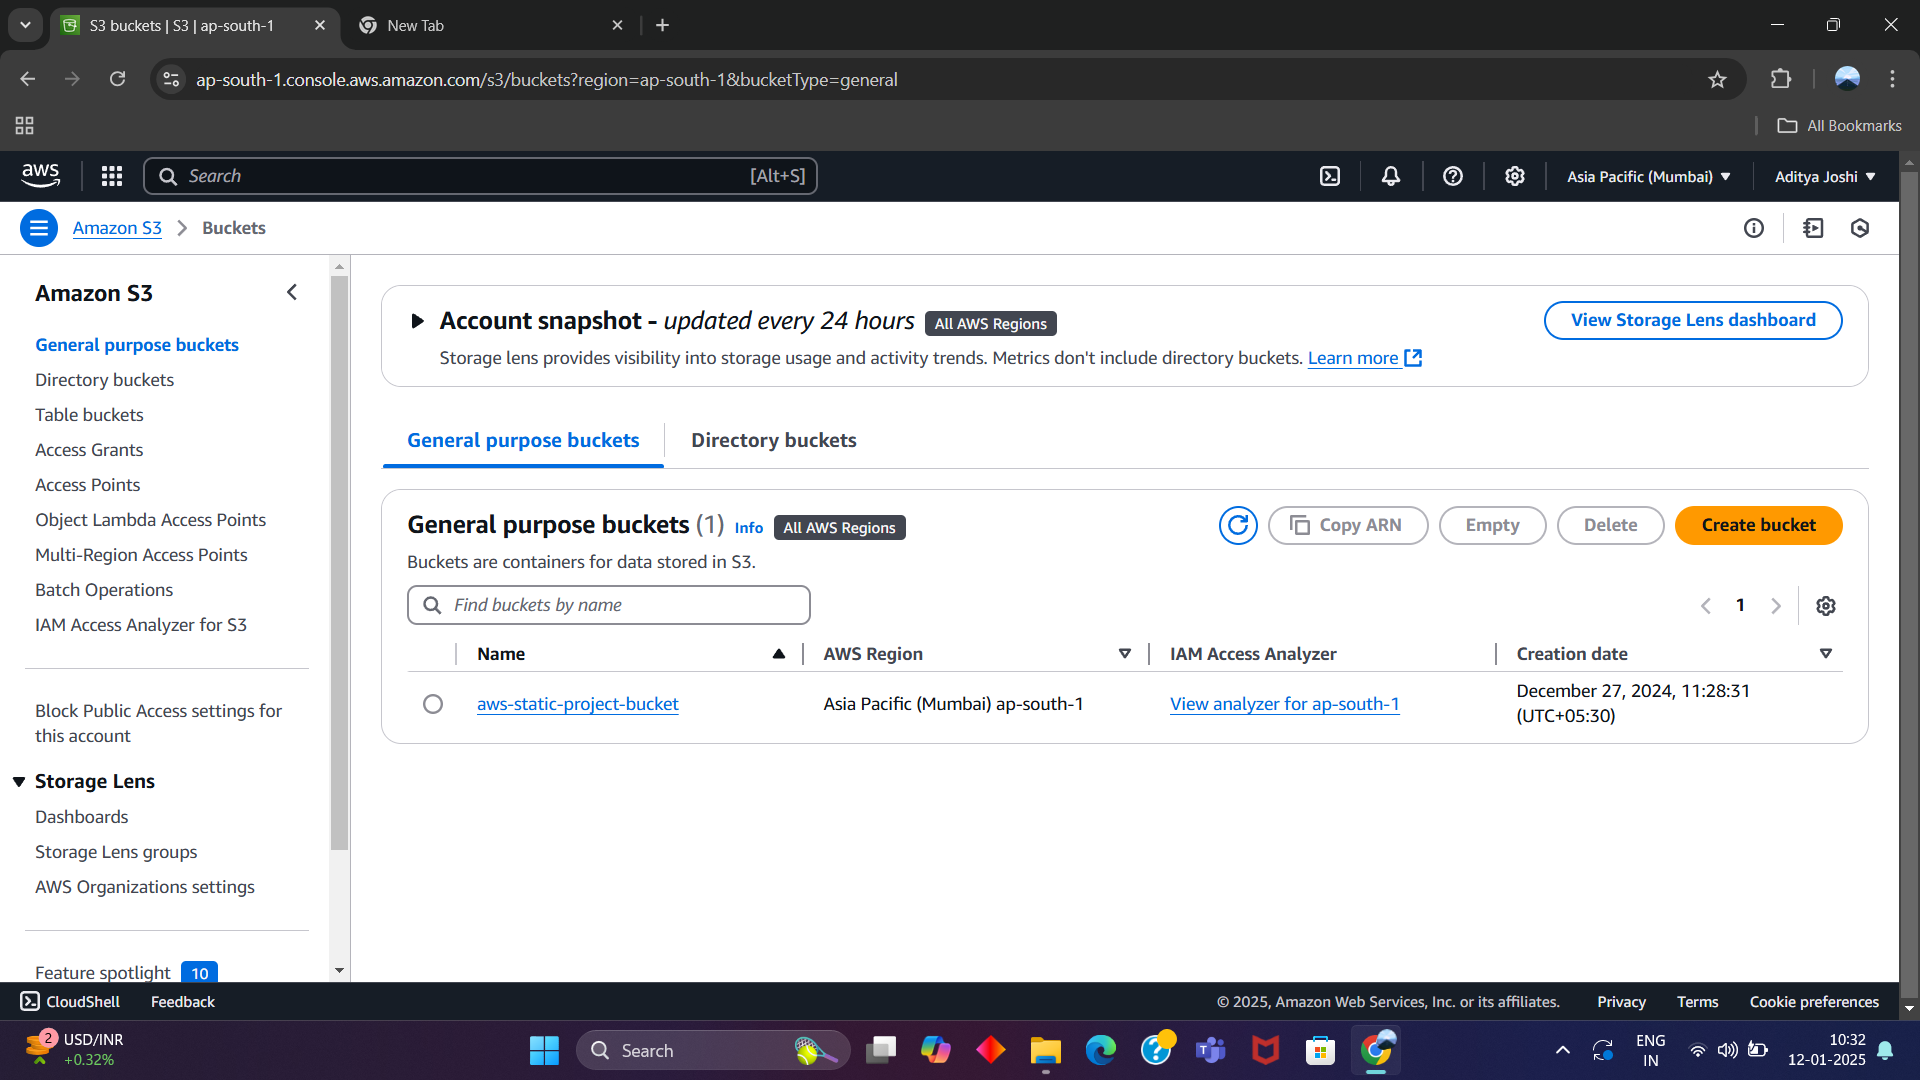 S3 buckets | S3 | ap-south-1
New Tab
ap-south-1.console.aws.amazon.com/s3/buckets?region=ap-south-1&bucketType=general
All Bookmarks
aws
Search [Alt+S]
Asia Pacific (Mumbai)
Aditya Joshi
Amazon S3
Buckets
Amazon S3
General purpose buckets
Directory buckets
Table buckets
Access Grants
Access Points
Object Lambda Access Points
Multi-Region Access Points
Batch Operations
IAM Access Analyzer for S3
Block Public Access settings for
this account
Storage Lens
Dashboards
Storage Lens groups
AWS Organizations settings
Feature spotlight 10
Account snapshot - updated every 24 hours All AWS Regions
View Storage Lens dashboard
Storage lens provides visibility into storage usage and activity trends. Metrics don't include directory buckets. Learn more
General purpose buckets
Directory buckets
General purpose buckets (1) Info All AWS Regions
Copy ARN
Empty
Delete
Create bucket
Buckets are containers for data stored in S3.
Find buckets by name
1
Name
AWS Region
IAM Access Analyzer
Creation date
aws-static-project-bucket
Asia Pacific (Mumbai) ap-south-1
View analyzer for ap-south-1
December 27, 2024, 11:28:31
(UTC+05:30)
CloudShell
Feedback
© 2025, Amazon Web Services, Inc. or its affiliates.
Privacy
Terms
Cookie preferences
2
USD/INR
+0.32%
Search
ENG
IN
10:32
12-01-2025